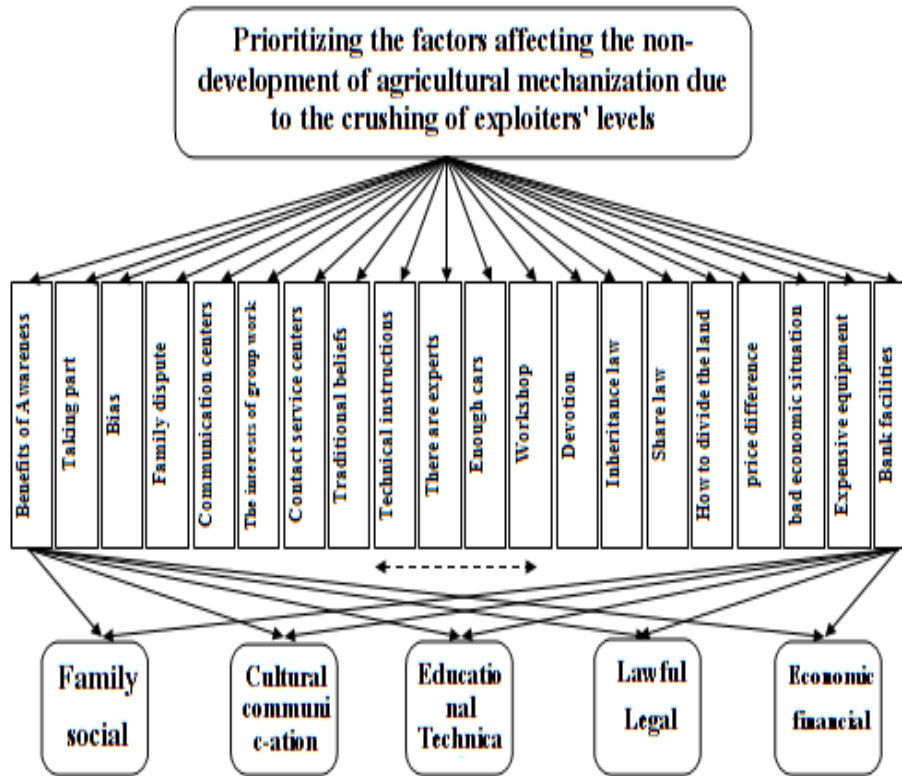 Prioritizing the factors affecting the non-
development of agricultural mechanization due
to the crushing of exploiters' levels
Benefits of Awareness
Taking part
Bias
Family dispute
Communication centers
The interests of group work
Contact service centers
Traditional beliefs
Technical instructions
There are experts
Enough cars
Workshop
Devotion
Inheritance law
Share law
How to divide the land
price difference
bad economic situation
Expensive equipment
Bank facilities
Family
social
Cultural
communi
c-ation
Educatio
nal
Technica
Lawful
Legal
Economic
financial